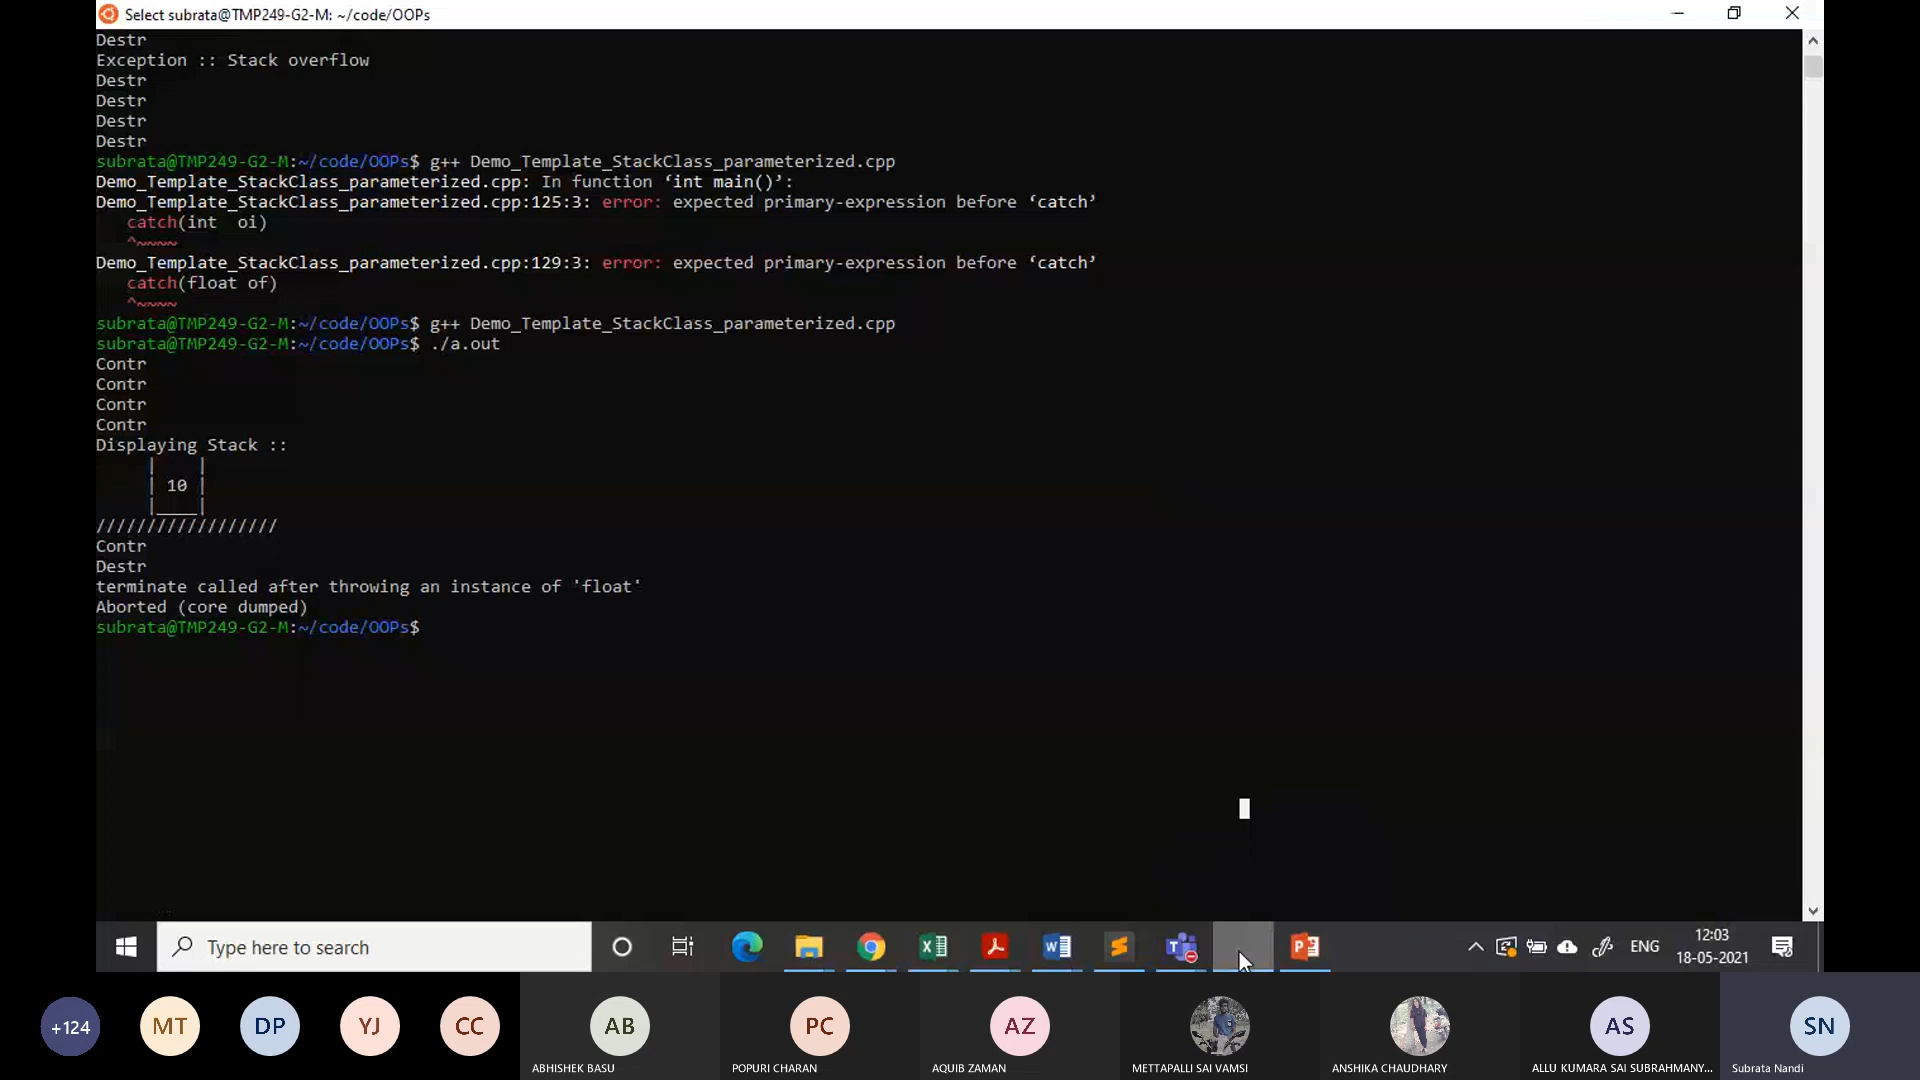 Select subrata@TMP249-G2-M: ~/code/OOPs
Destr
Exception :: Stack overflow
Destr
Destr
Destr
Destr
subrata@TMP249-G2-M:~/code/OOPs$ g++ Demo_Template_StackClass_parameterized.cpp
Demo_Template_StackClass_parameterized.cpp: In function ‘int main()’:
Demo_Template_StackClass_parameterized.cpp:125:3: error: expected primary-expression before ‘catch’
catch(int  oi)
^~~~~
Demo_Template_StackClass_parameterized.cpp:129:3: error: expected primary-expression before ‘catch’
catch(float of)
^~~~~
subrata@TMP249-G2-M:~/code/OOPs$ g++ Demo_Template_StackClass_parameterized.cpp
subrata@TMP249-G2-M:~/code/OOPs$ ./a.out
Contr
Contr
Contr
Contr
Displaying Stack ::
|    |
| 10 |
|____|
//////////////////
Contr
Destr
terminate called after throwing an instance of 'float'
Aborted (core dumped)
subrata@TMP249-G2-M:~/code/OOPs$
Type here to search
ENG
12:03
18-05-2021
+124
MT
DP
YJ
CC
AB
PC
AZ
AS
SN
ABHISHEK BASU
POPURI CHARAN
AQUIB ZAMAN
METTAPALLI SAI VAMSI
ANSHIKA CHAUDHARY
ALLU KUMARA SAI SUBRAHMANY...
Subrata Nandi